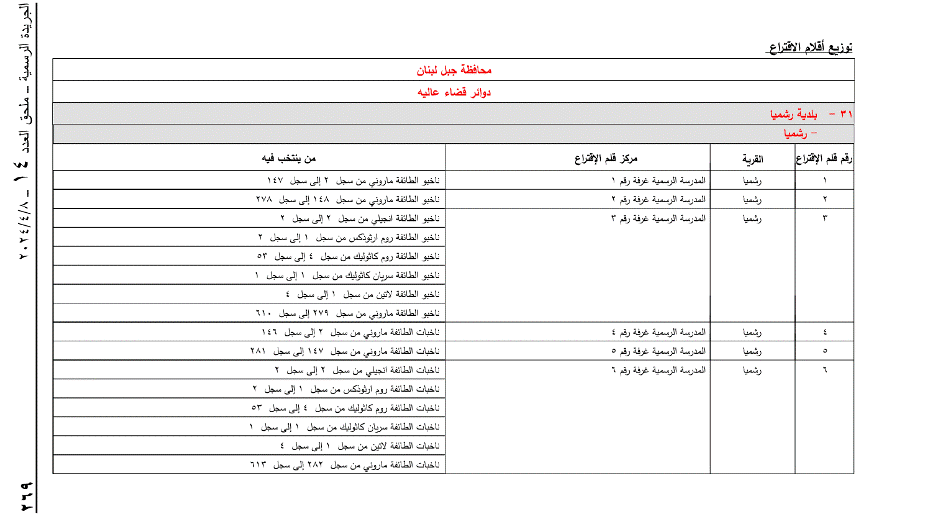 الجريدة الرسمية – ملحق العدد ١٤ – ٢٠٢٤/٤/٨
توزيع أقلام الاقتراع
محافظة جبل لبنان
دوائر قضاء عاليه
٣١ - بلدية رشميا
- رشميا
رقم قلم الإقتراع القرية مركز قلم الإقتراع من ينتخب فيه
١ رشميا المدرسة الرسمية غرفة رقم ١ ناخبو الطائفة ماروني من سجل ٢ إلى سجل ١٤٧
٢ رشميا المدرسة الرسمية غرفة رقم ٢ ناخبو الطائفة ماروني من سجل ١٤٨ إلى سجل ٢٧٨
٣ رشميا المدرسة الرسمية غرفة رقم ٣ ناخبو الطائفة انجيلي من سجل ٢ إلى سجل ٢
ناخبو الطائفة روم ارثوذكس من سجل ١ إلى سجل ٢
ناخبو الطائفة روم كاثوليك من سجل ٤ إلى سجل ٥٣
ناخبو الطائفة سريان كاثوليك من سجل ١ إلى سجل ١
ناخبو الطائفة لاتين من سجل ١ إلى سجل ٤
ناخبو الطائفة ماروني من سجل ٢٧٩ إلى سجل ٦١٠
٤ رشميا المدرسة الرسمية غرفة رقم ٤ ناخبات الطائفة ماروني من سجل ٢ إلى سجل ١٤٦
٥ رشميا المدرسة الرسمية غرفة رقم ٥ ناخبات الطائفة ماروني من سجل ١٤٧ إلى سجل ٢٨١
٦ رشميا المدرسة الرسمية غرفة رقم ٦ ناخبات الطائفة انجيلي من سجل ٢ إلى سجل ٢
ناخبات الطائفة روم ارثوذكس من سجل ١ إلى سجل ٢
ناخبات الطائفة روم كاثوليك من سجل ٤ إلى سجل ٥٣
ناخبات الطائفة سريان كاثوليك من سجل ١ إلى سجل ١
ناخبات الطائفة لاتين من سجل ١ إلى سجل ٤
ناخبات الطائفة ماروني من سجل ٢٨٢ إلى سجل ٦١٣
٢٦٩